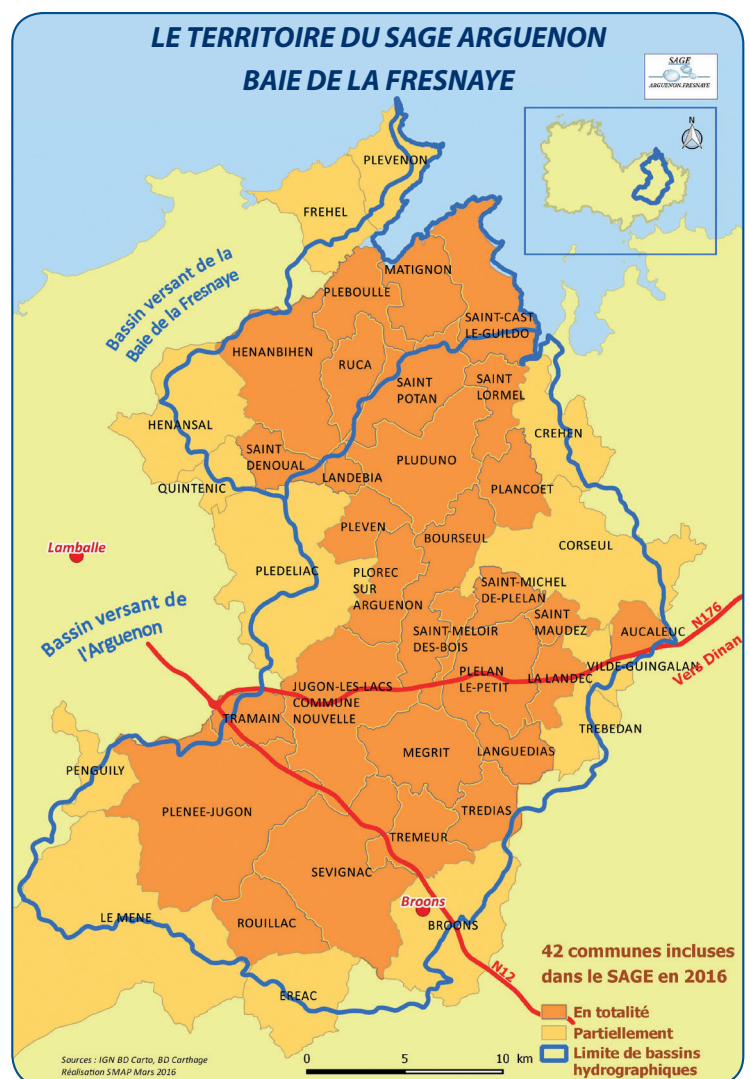 LE TERRITOIRE DU SAGE ARGUENON
BAIE DE LA FRESNAYE
SAGE
ARGUENON-FRESNAYE
N
PLEVENON
FREHEL
Bassin versant de la
Baie de la Fresnaye
MATIGNON
PLEBOULLE
SAINT-CAST
LE-GUILDO
HENANBIHEN
RUCA
SAINT
POTAN
SAINT
LORMEL
HENANSAL
CREHEN
SAINT
DENOUAL
PLUDUNO
LANDEBIA
QUINTENIC
PLANCOET
PLEVEN
BOURSEUL
Lamballe
CORSEUL
PLEDELIAC
PLOREC
SUR
ARGUENON
SAINT-MICHEL
DE-PLELAN
Bassin versant de
l'Arguenon
SAINT-MELOIR
DES-BOIS
SAINT
MAUDEZ
AUCALEUC
N176
Vers Dinan
VILDE-GUINGALAN
PLELAN
LE-PETIT
LA LANDEC
JUGON-LES-LACS
COMMUNE
NOUVELLE
TRAMAIN
TREBEDAN
MEGRIT
LANGUEDIAS
PENGUILY
PLENEE-JUGON
TREDIAS
TREMEUR
SEVIGNAC
Broons
LE MENE
ROUILLAC
BROONS
N12
EREAC
42 communes incluses
dans le SAGE en 2016
En totalité
Partiellement
Limite de bassins
hydrographiques
Sources : IGN BD Carto, BD Carthage
Réalisation SMAP Mars 2016
0 5 10 km